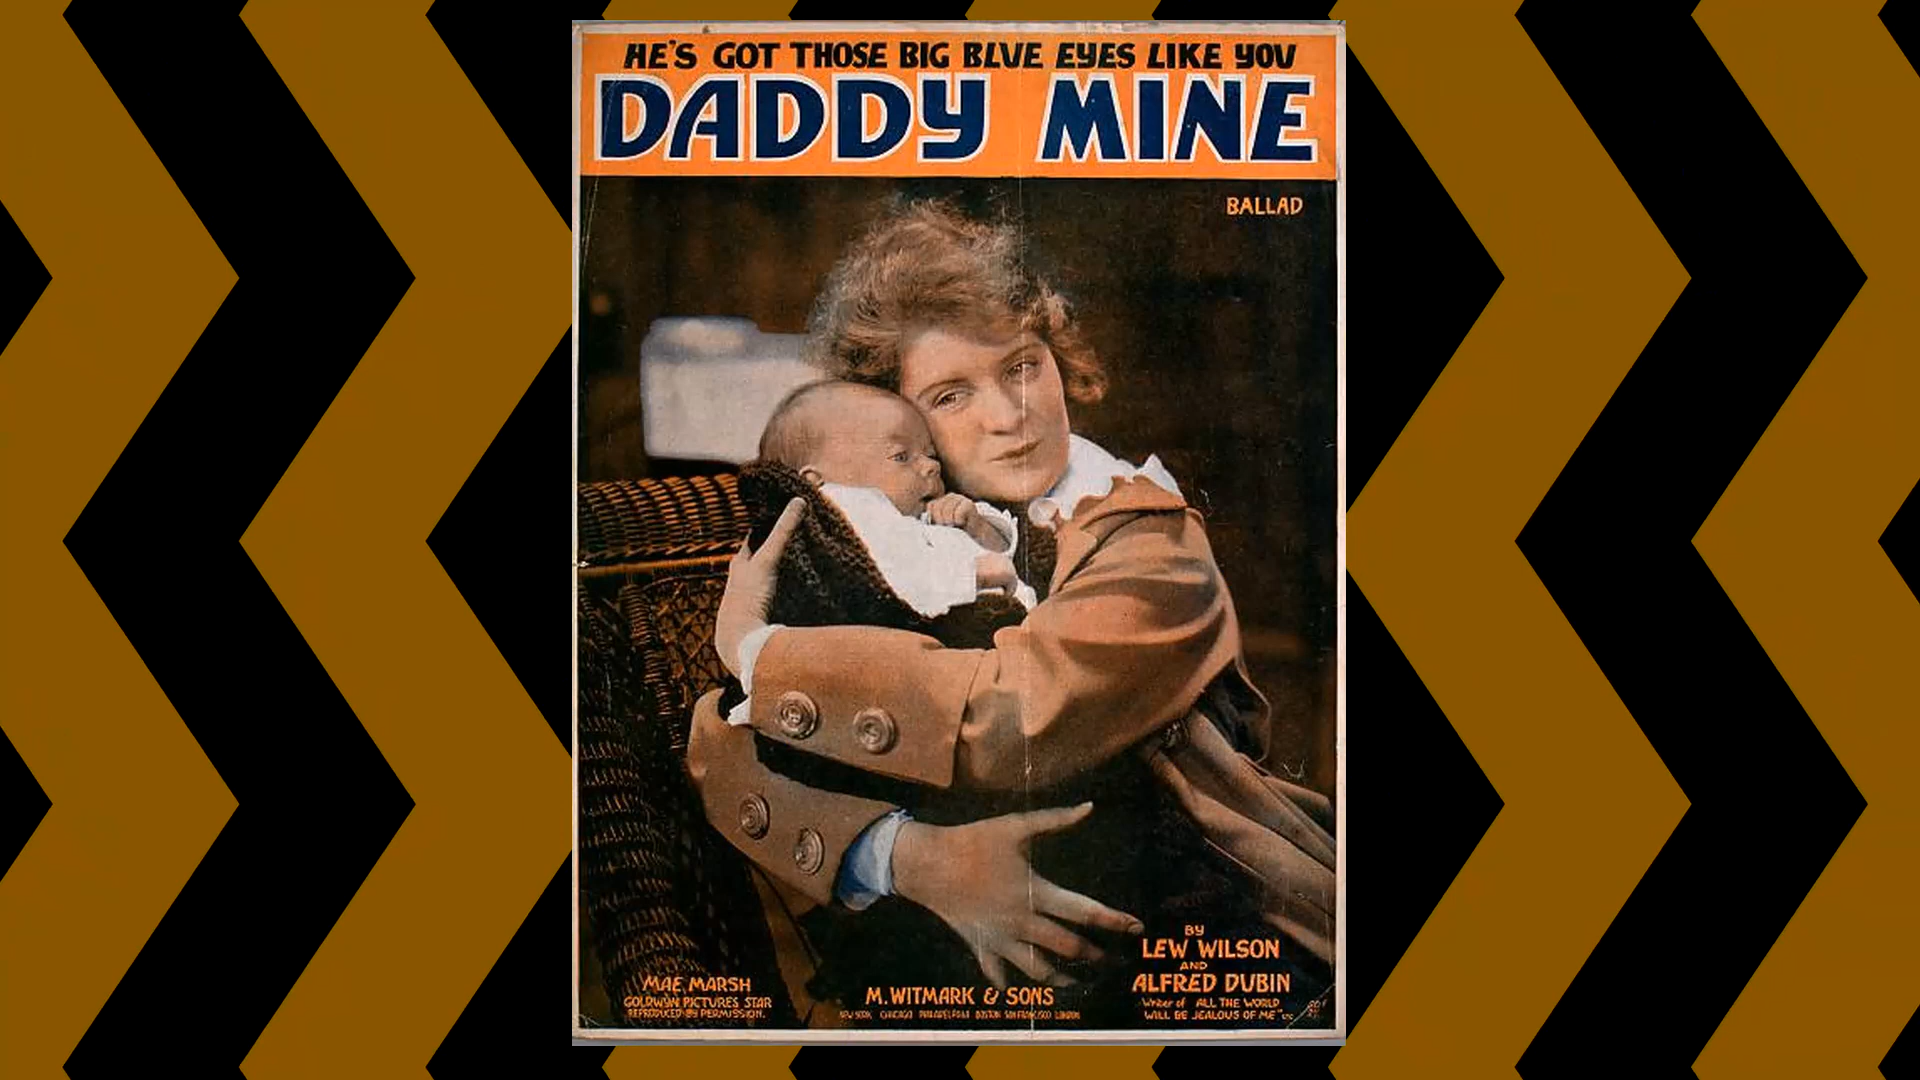 HE'S GOT THOSE BIG BLUE EYES LIKE YOU
DADDY MINE
BALLAD
BY
LEW WILSON
AND
ALFRED DUBIN
Writer of ALL THE WORLD
WILL BE JEALOUS OF ME" ETC
MAE MARSH
GOLDWYN PICTURES STAR
REPRODUCED BY PERMISSION.
M. WITMARK & SONS
NEW YORK CHICAGO PHILADELPHIA BOSTON SAN FRANCISCO LONDON